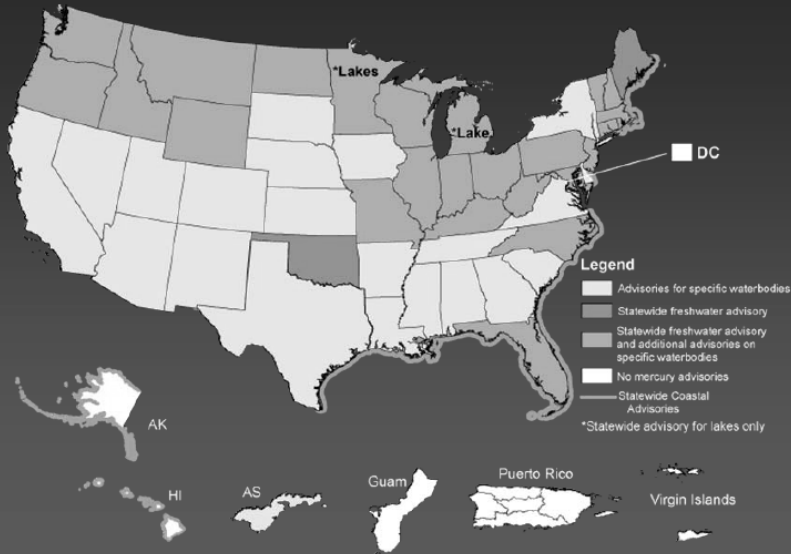 *Lakes
*Lake
DC
Legend
Advisories for specific waterbodies
Statewide freshwater advisory
Statewide freshwater advisory
and additional advisories on
specific waterbodies
No mercury advisories
Statewide Coastal
Advisories
*Statewide advisory for lakes only
AK
HI
AS
Guam
Puerto Rico
Virgin Islands